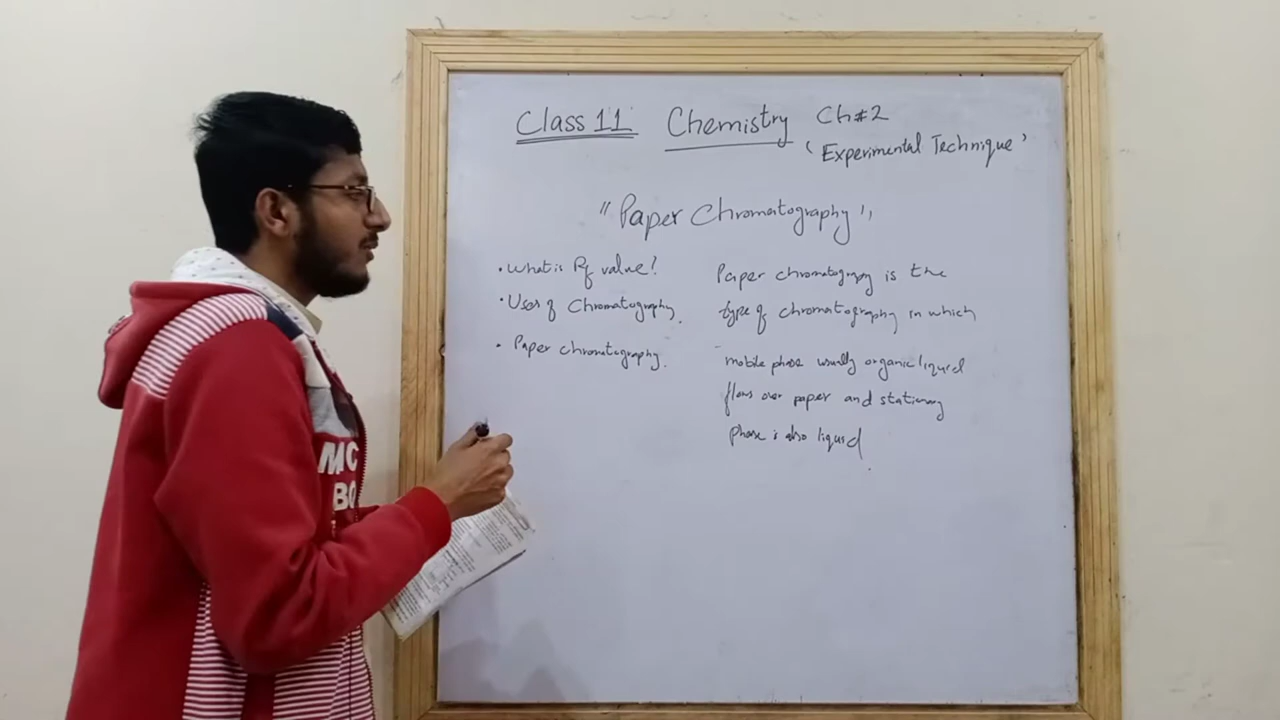 Class 11 Chemistry Ch#2
'Experimental Technique'
"Paper Chromatography",
• What is Rf value?
• Uses of Chromatography.
• Paper chromatography.
Paper chromatography is the
type of chromatography in which
mobile phase usually organic liquid
flows over paper and stationary
phase is also liquid.
MC
BO